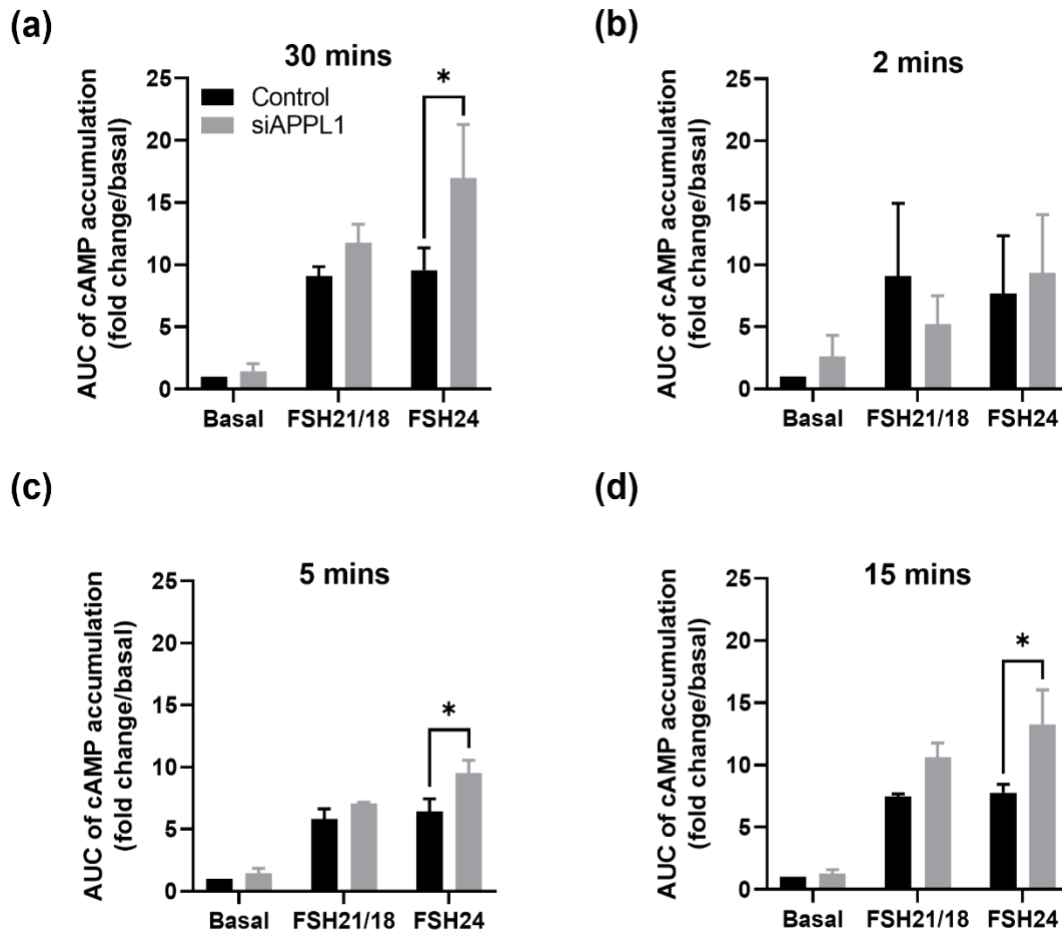 (a)
30 mins
AUC of cAMP accumulation
(fold change/basal)
25
20
15
10
5
0
Control
siAPPL1
*
Basal FSH21/18 FSH24
(b)
2 mins
AUC of cAMP accumulation
(fold change/basal)
25
20
15
10
5
0
Basal FSH21/18 FSH24
(c)
5 mins
AUC of cAMP accumulation
(fold change/basal)
25
20
15
10
5
0
*
Basal FSH21/18 FSH24
(d)
15 mins
AUC of cAMP accumulation
(fold change/basal)
25
20
15
10
5
0
*
Basal FSH21/18 FSH24